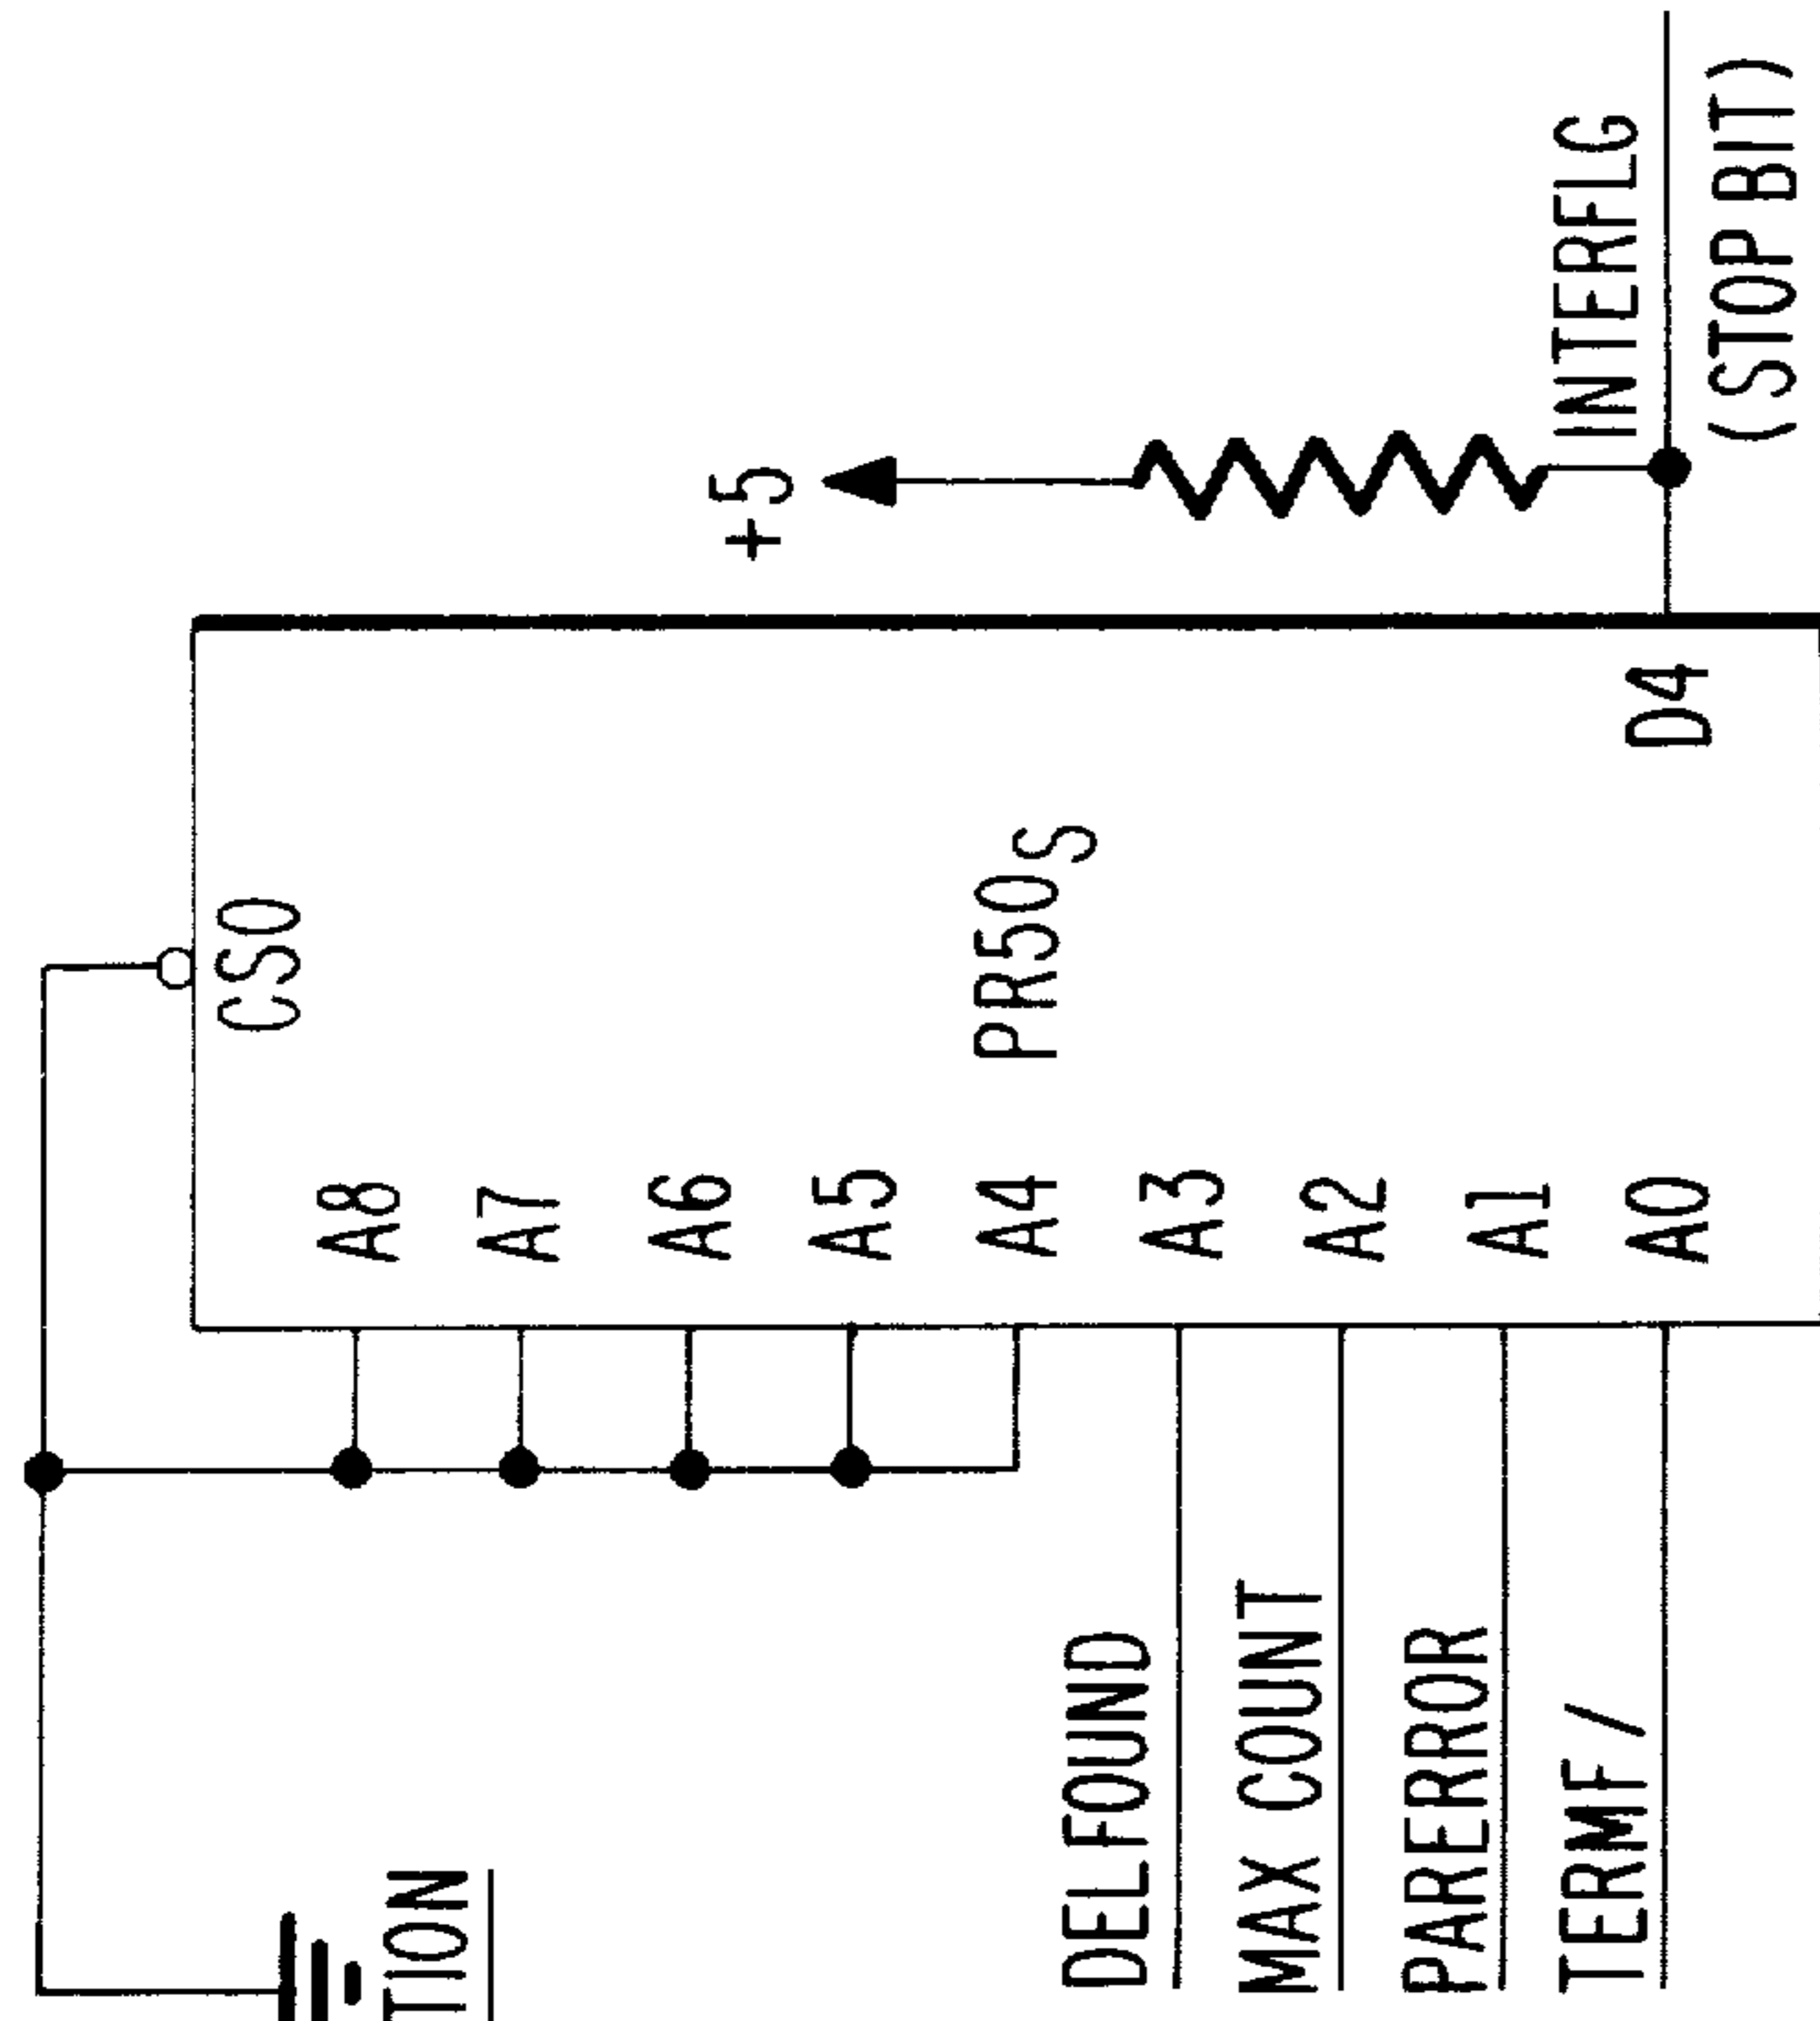 TION
CS0
A8
A7
A6
A5
A4
A3
A2
A1
A0
PR50S
D4
DELFOUND
MAX COUNT
PARERROR
TERMF /
+5
INTERFLG
(STOP BIT)